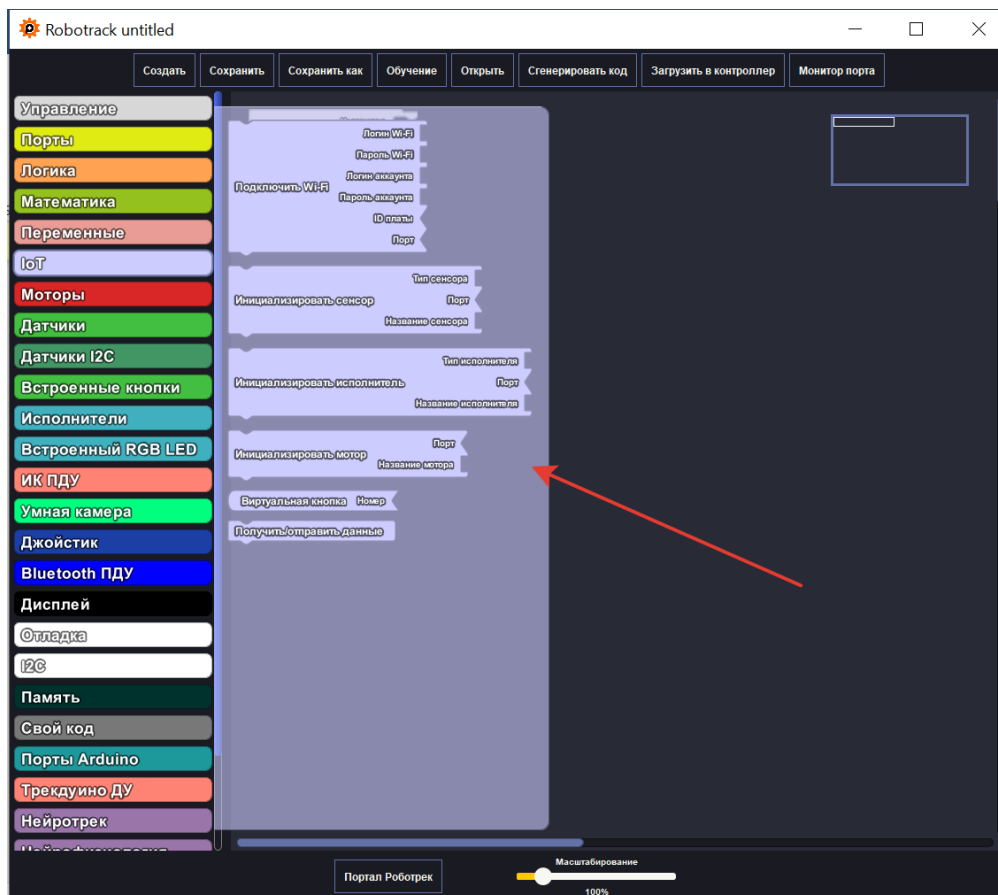 Robotrack untitled
Создать Сохранить Сохранить как Обучение Открыть Сгенерировать код Загрузить в контроллер Монитор порта
Управление
Порты
Логика
Математика
Переменные
IoT
Моторы
Датчики
Датчики I2C
Встроенные кнопки
Исполнители
Встроенный RGB LED
ИК ПДУ
Умная камера
Джойстик
Bluetooth ПДУ
Дисплей
Отладка
I2C
Память
Свой код
Порты Arduino
Трекдуино ДУ
Нейротрек
Подключить Wi-Fi
Логин Wi-Fi
Пароль Wi-Fi
Логин аккаунта
Пароль аккаунта
ID платы
Порт
Инициализировать сенсор
Тип сенсора
Порт
Название сенсора
Инициализировать исполнитель
Тип исполнителя
Порт
Название исполнителя
Инициализировать мотор
Порт
Название мотора
Виртуальная кнопка Номер
Получить/отправить данные
Портал Роботрек
Масштабирование
100%